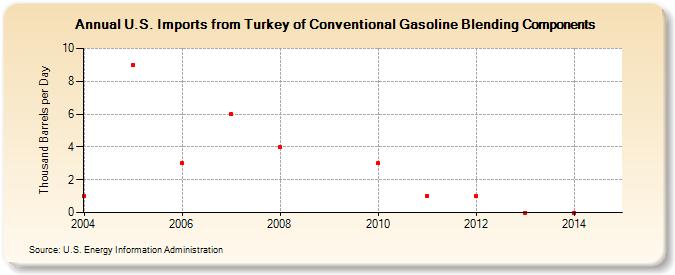 Annual U.S. Imports from Turkey of Conventional Gasoline Blending Components
Thousand Barrels per Day
10
8
6
4
2
0
2004 2006 2008 2010 2012 2014
Source: U.S. Energy Information Administration